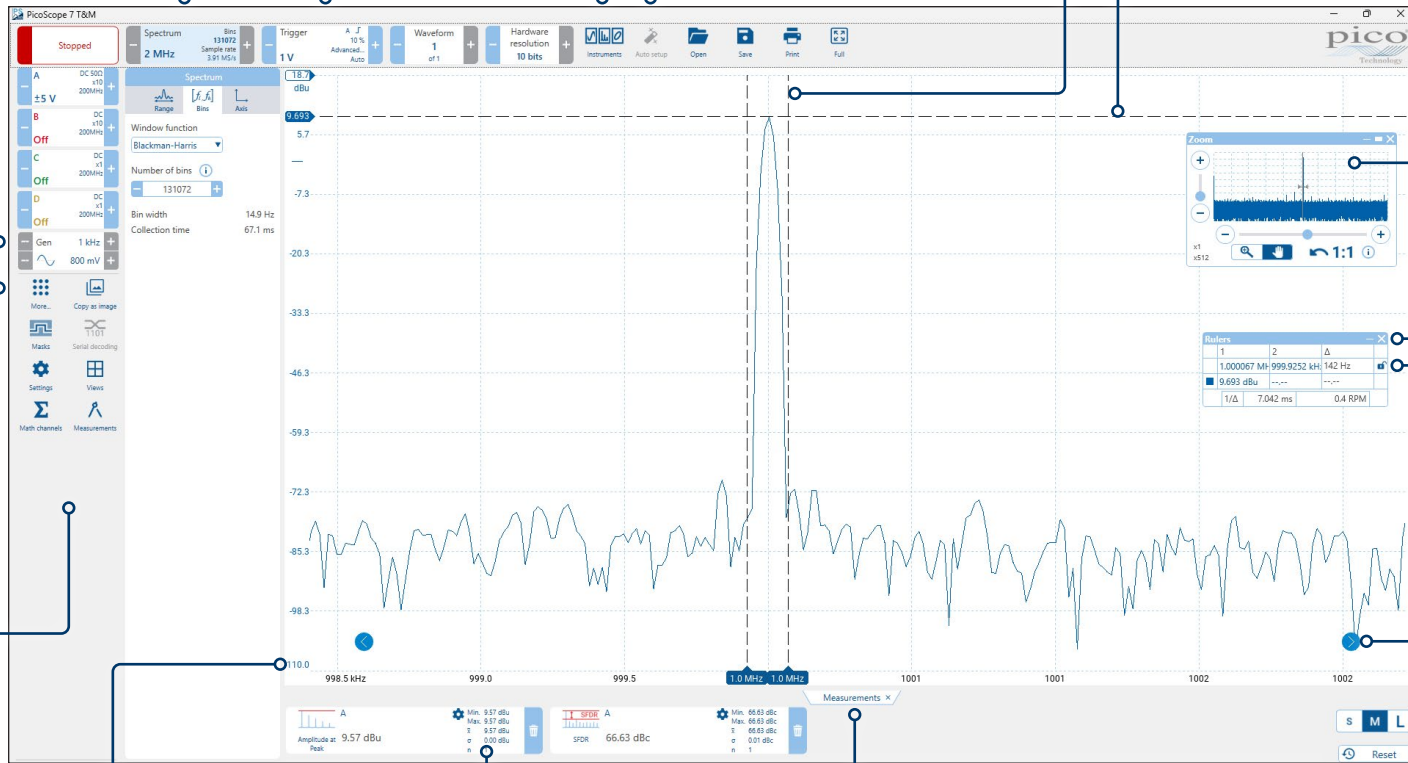 PicoScope 7 T&M
Stopped
Spectrum
2 MHz
Bins
131072
Sample rate
3.91 MS/s
Trigger
1 V
A
10 %
Advanced...
Auto
Waveform
1
of 1
Hardware
resolution
10 bits
Instruments
Auto setup
Open
Save
Print
Full
pico
Technology
A
±5 V
DC 50Ω
x10
200MHz
B
Off
DC
x10
200MHz
C
Off
DC
x1
200MHz
D
Off
DC
x1
200MHz
Gen 1 kHz
800 mV
More...
Copy as image
Masks
1101
Serial decoding
Settings
Views
Math channels
Measurements
Spectrum
Range
Bins
Axis
Window function
Blackman-Harris
Number of bins
131072
Bin width 14.9 Hz
Collection time 67.1 ms
18.7
dBu
9.693
5.7
-7.3
-20.3
-33.3
-46.3
-59.3
-72.3
-85.3
-98.3
110.0
998.5 kHz
999.0
999.5
1.0 MHz
1.0 MHz
1001
1001
1002
1002
Zoom
x1
x512
1:1
Rulers
1 2 Δ
1.000067 MH 999.9252 kH: 142 Hz
9.693 dBu --.-- --.--
1/Δ 7.042 ms 0.4 RPM
Measurements ×
A
Amplitude at
Peak
9.57 dBu
Min. 9.57 dBu
Max. 9.57 dBu
x̄ 9.57 dBu
σ 0.00 dBu
n
SFDR A
SFDR 66.63 dBc
Min. 66.63 dBc
Max. 66.63 dBc
x̄ 66.63 dBc
σ 0.01 dBc
n 1
S M L
Reset